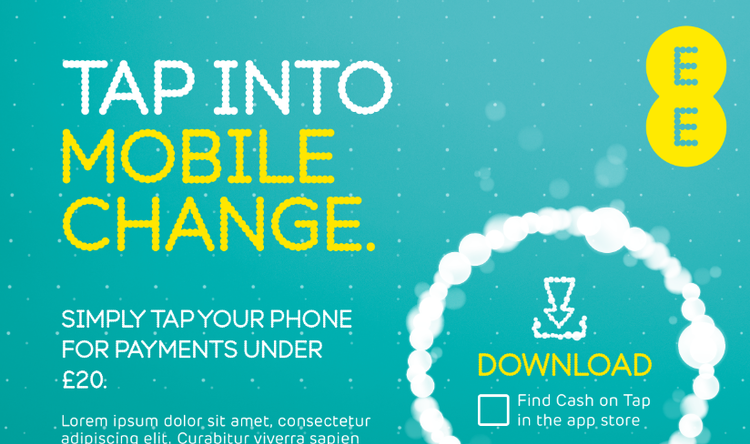 TAP INTO
MOBILE
CHANGE.
E
E
SIMPLY TAP YOUR PHONE
FOR PAYMENTS UNDER
£20.
DOWNLOAD
Find Cash on Tap
in the app store
Lorem ipsum dolor sit amet, consectetur
adipiscing elit. Curabitur viverra sapien